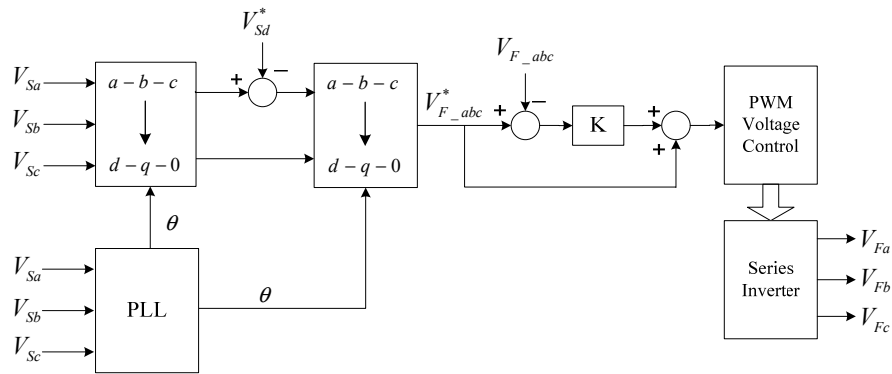 V*Sd
VSa
VSb
VSc
a – b – c
d – q – 0
+
−
a – b – c
d – q – 0
V*F_abc
VF_abc
+
−
K
+
+
PWM
Voltage
Control
θ
θ
VSa
VSb
VSc
PLL
Series
Inverter
VFa
VFb
VFc